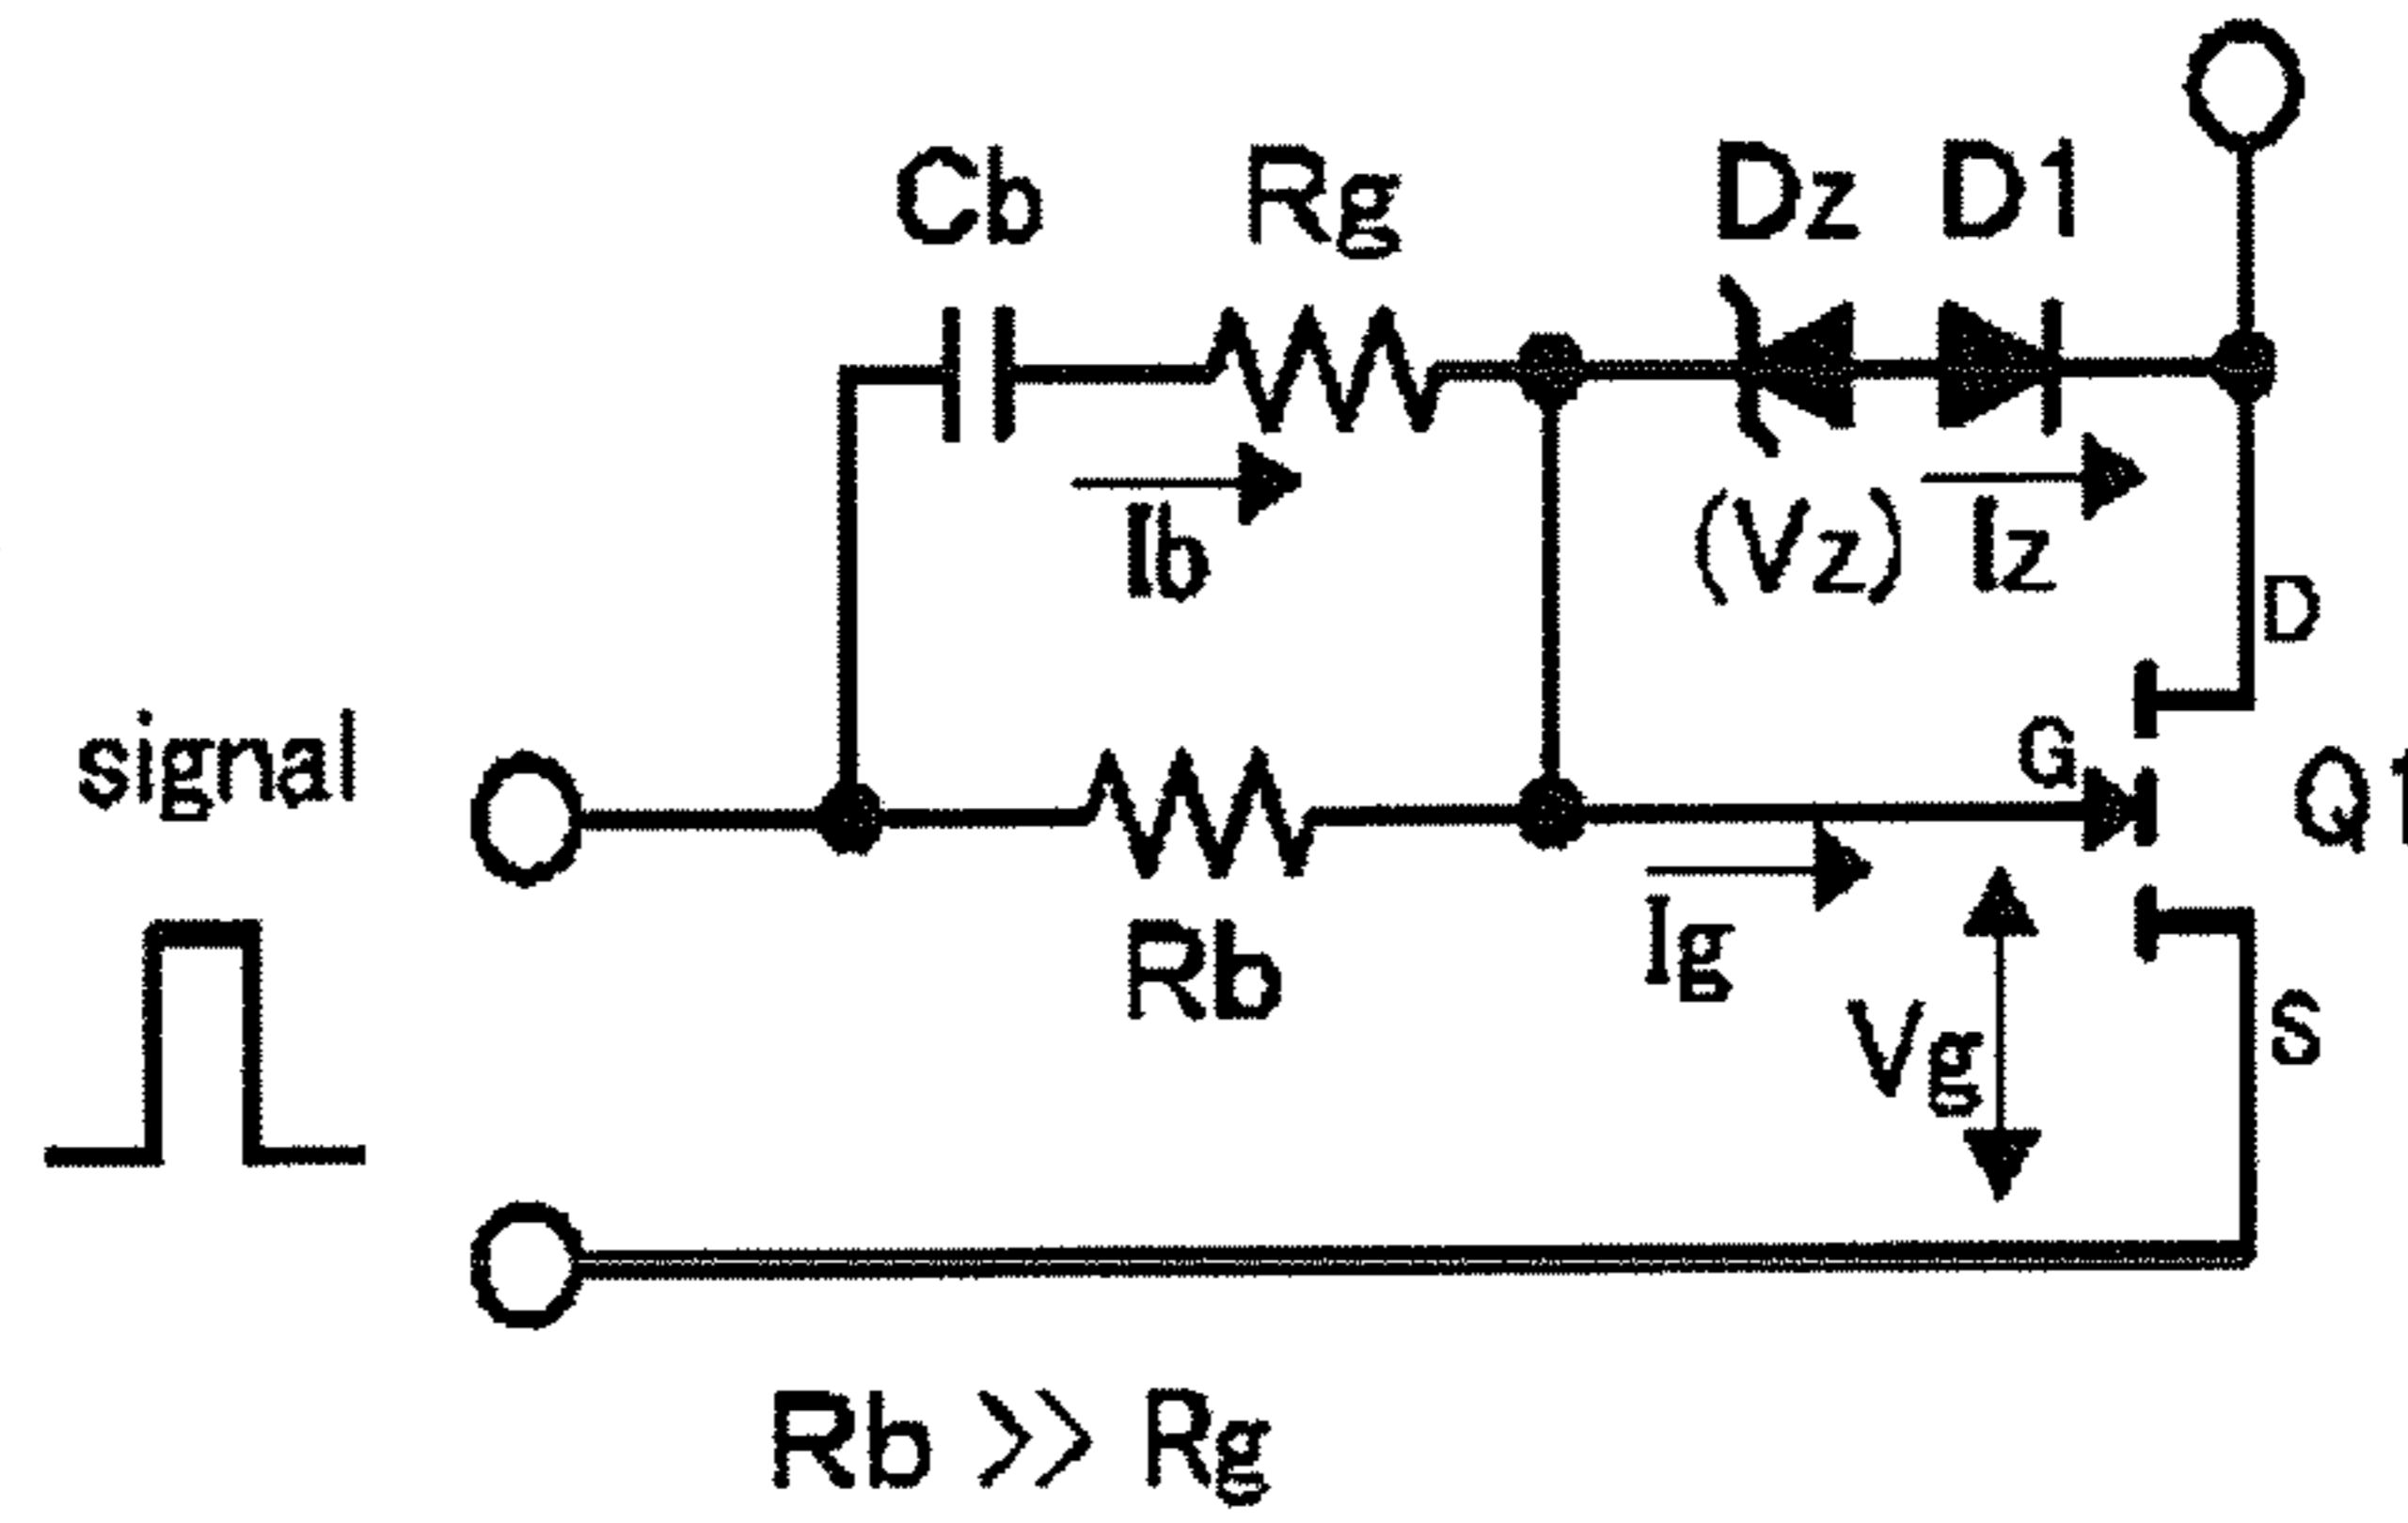 Cb Rg Dz D1
Ib (Vz) Iz
D
signal G Q1
Rb Ig
Vg S
Rb >> Rg